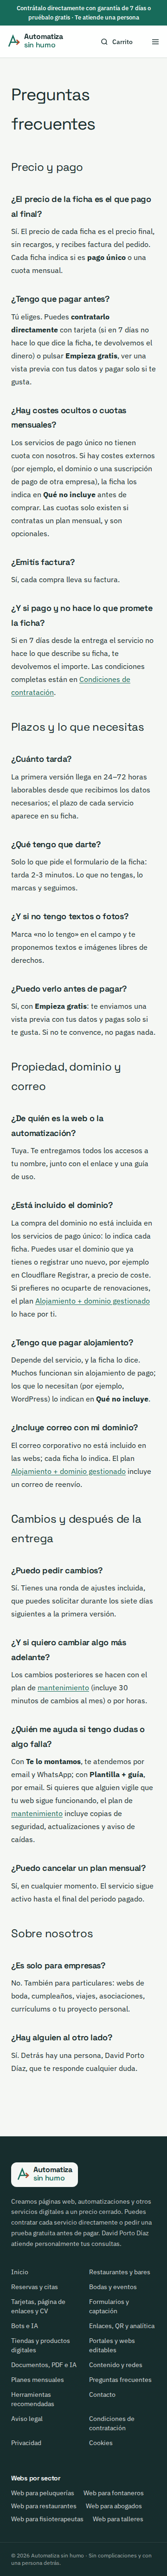 Contrátalo directamente con garantía de 7 días o
pruébalo gratis · Te atiende una persona
Automatiza
sin humo
Carrito
Preguntas
frecuentes
Precio y pago
¿El precio de la ficha es el que pago
al final?
Sí. El precio de cada ficha es el precio final,
sin recargos, y recibes factura del pedido.
Cada ficha indica si es pago único o una
cuota mensual.
¿Tengo que pagar antes?
Tú eliges. Puedes contratarlo
directamente con tarjeta (si en 7 días no
hace lo que dice la ficha, te devolvemos el
dinero) o pulsar Empieza gratis, ver una
vista previa con tus datos y pagar solo si te
gusta.
¿Hay costes ocultos o cuotas
mensuales?
Los servicios de pago único no tienen
cuota con nosotros. Si hay costes externos
(por ejemplo, el dominio o una suscripción
de pago de otra empresa), la ficha los
indica en Qué no incluye antes de
comprar. Las cuotas solo existen si
contratas un plan mensual, y son
opcionales.
¿Emitís factura?
Sí, cada compra lleva su factura.
¿Y si pago y no hace lo que promete
la ficha?
Si en 7 días desde la entrega el servicio no
hace lo que describe su ficha, te
devolvemos el importe. Las condiciones
completas están en Condiciones de
contratación.
Plazos y lo que necesitas
¿Cuánto tarda?
La primera versión llega en 24–72 horas
laborables desde que recibimos los datos
necesarios; el plazo de cada servicio
aparece en su ficha.
¿Qué tengo que darte?
Solo lo que pide el formulario de la ficha:
tarda 2-3 minutos. Lo que no tengas, lo
marcas y seguimos.
¿Y si no tengo textos o fotos?
Marca «no lo tengo» en el campo y te
proponemos textos e imágenes libres de
derechos.
¿Puedo verlo antes de pagar?
Sí, con Empieza gratis: te enviamos una
vista previa con tus datos y pagas solo si
te gusta. Si no te convence, no pagas nada.
Propiedad, dominio y
correo
¿De quién es la web o la
automatización?
Tuya. Te entregamos todos los accesos a
tu nombre, junto con el enlace y una guía
de uso.
¿Está incluido el dominio?
La compra del dominio no está incluida en
los servicios de pago único: lo indica cada
ficha. Puedes usar el dominio que ya
tienes o registrar uno nuevo, por ejemplo
en Cloudflare Registrar, a precio de coste.
Si prefieres no ocuparte de renovaciones,
el plan Alojamiento + dominio gestionado
lo hace por ti.
¿Tengo que pagar alojamiento?
Depende del servicio, y la ficha lo dice.
Muchos funcionan sin alojamiento de pago;
los que lo necesitan (por ejemplo,
WordPress) lo indican en Qué no incluye.
¿Incluye correo con mi dominio?
El correo corporativo no está incluido en
las webs; cada ficha lo indica. El plan
Alojamiento + dominio gestionado incluye
un correo de reenvío.
Cambios y después de la
entrega
¿Puedo pedir cambios?
Sí. Tienes una ronda de ajustes incluida,
que puedes solicitar durante los siete días
siguientes a la primera versión.
¿Y si quiero cambiar algo más
adelante?
Los cambios posteriores se hacen con el
plan de mantenimiento (incluye 30
minutos de cambios al mes) o por horas.
¿Quién me ayuda si tengo dudas o
algo falla?
Con Te lo montamos, te atendemos por
email y WhatsApp; con Plantilla + guía,
por email. Si quieres que alguien vigile que
tu web sigue funcionando, el plan de
mantenimiento incluye copias de
seguridad, actualizaciones y aviso de
caídas.
¿Puedo cancelar un plan mensual?
Sí, en cualquier momento. El servicio sigue
activo hasta el final del periodo pagado.
Sobre nosotros
¿Es solo para empresas?
No. También para particulares: webs de
boda, cumpleaños, viajes, asociaciones,
currículums o tu proyecto personal.
¿Hay alguien al otro lado?
Sí. Detrás hay una persona, David Porto
Díaz, que te responde cualquier duda.
Automatiza
sin humo
Creamos páginas web, automatizaciones y otros
servicios digitales a un precio cerrado. Puedes
contratar cada servicio directamente o pedir una
prueba gratuita antes de pagar. David Porto Díaz
atiende personalmente tus consultas.
Inicio
Restaurantes y bares
Reservas y citas
Bodas y eventos
Tarjetas, página de
enlaces y CV
Formularios y
captación
Bots e IA
Enlaces, QR y analítica
Tiendas y productos
digitales
Portales y webs
editables
Documentos, PDF e IA
Contenido y redes
Planes mensuales
Preguntas frecuentes
Herramientas
recomendadas
Contacto
Aviso legal
Condiciones de
contratación
Privacidad
Cookies
Webs por sector
Web para peluquerías
Web para fontaneros
Web para restaurantes
Web para abogados
Web para fisioterapeutas
Web para talleres
© 2026 Automatiza sin humo · Sin complicaciones y con
una persona detrás.